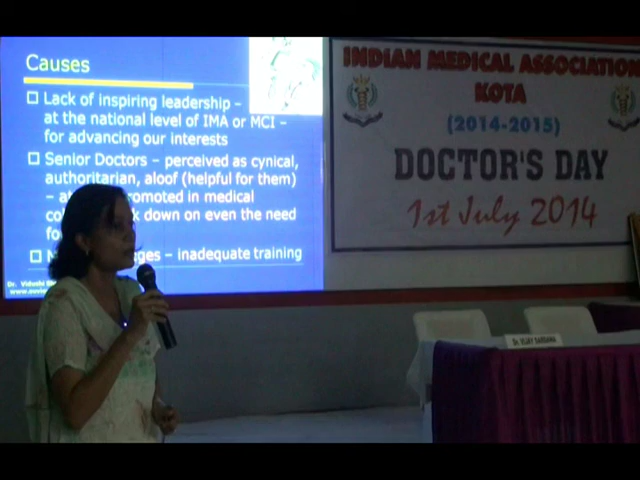 Causes
Lack of inspiring leadership –
at the national level of IMA or MCI –
for advancing our interests
Senior Doctors – perceived as cynical,
authoritarian, aloof (helpful for them)
– promoted in medical
down on even the need
– inadequate training
Dr.
INDIAN MEDICAL ASSOCIATION
KOTA
(2014-2015)
DOCTOR'S DAY
1st July 2014
Dr. VIJAY SARDANA